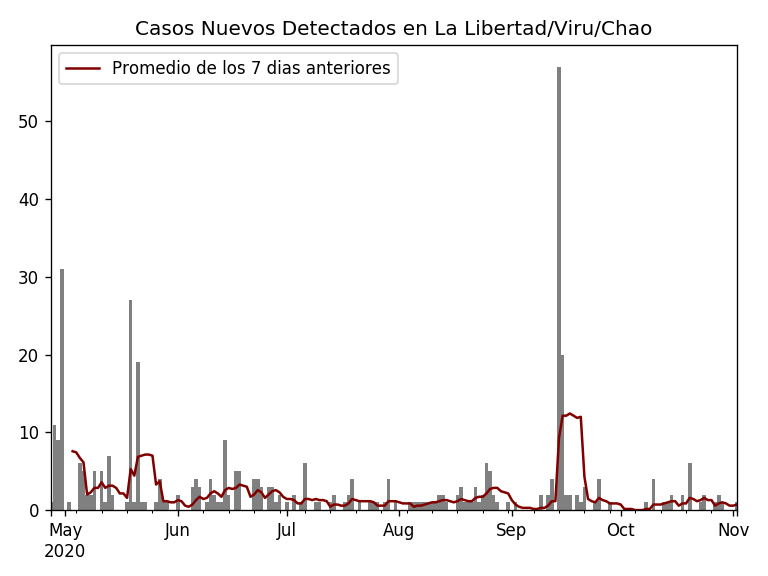 Casos Nuevos Detectados en La Libertad/Viru/Chao
Promedio de los 7 dias anteriores
50
40
30
20
10
0
May Jun Jul Aug Sep Oct Nov
2020